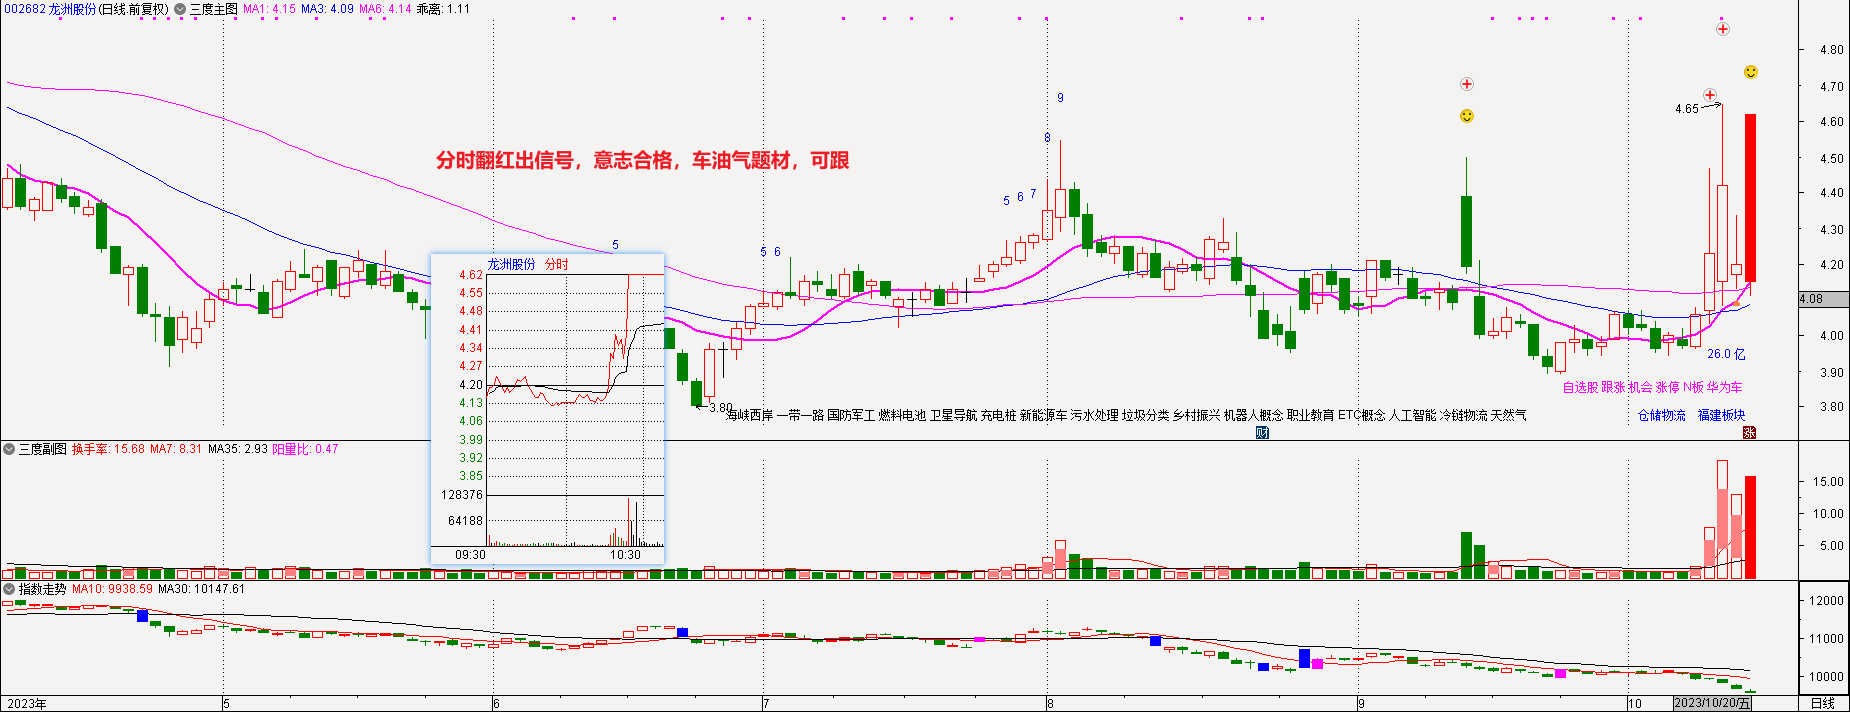 002682 龙洲股份(日线.前复权) 三度主图 MA1: 4.15 MA3: 4.09 MA6: 4.14 乖离: 1.11
4.80
4.70
4.65
4.60
9
8
4.50
分时翻红出信号，意志合格，车油气题材，可跟
5 6 7
4.40
4.30
5
5 6
4.20
4.08
4.00
3.90
3.80
龙洲股份 分时
4.62
4.55
4.48
4.41
4.34
4.27
4.20
4.13
4.06
3.99
3.92
3.85
128376
64188
09:30 10:30
26.0 亿
自选股 跟涨 机会 涨停 N板 华为车
←3.80
海峡西岸 一带一路 国防军工 燃料电池 卫星导航 充电桩 新能源车 污水处理 垃圾分类 乡村振兴 机器人概念 职业教育 ETC概念 人工智能 冷链物流 天然气
仓储物流 福建板块
财
涨
三度副图 换手率: 15.68 MA7: 8.31 MA35: 2.93 阳量比: 0.47
15.00
10.00
5.00
指数走势 MA10: 9938.59 MA30: 10147.61
12000
11000
10000
2023年 5 6 7 8 9 10 2023/10/20/五 日线